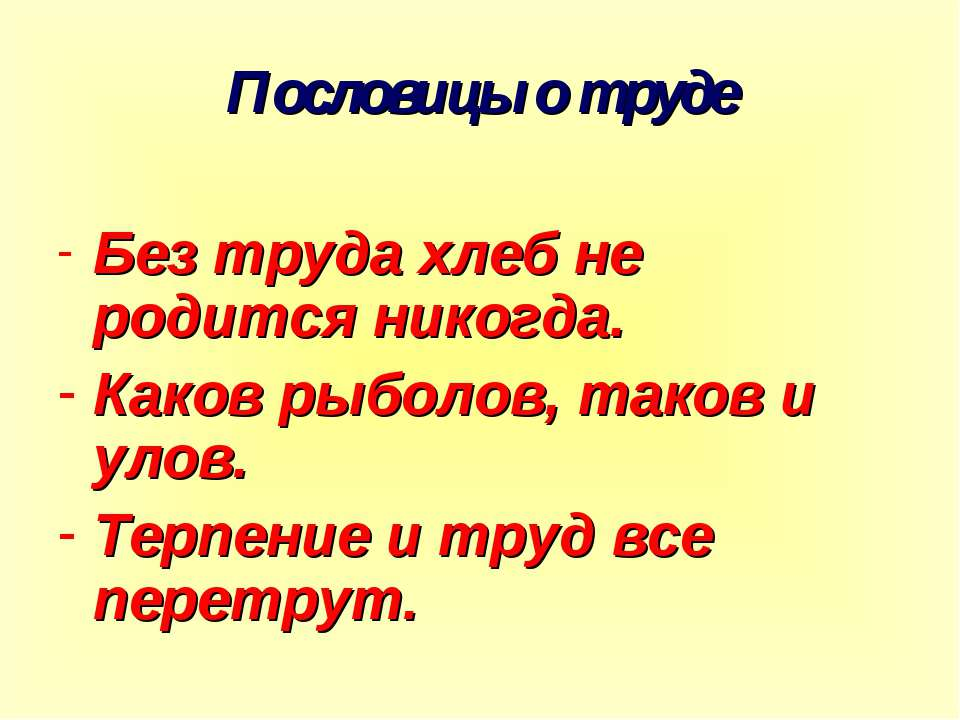 Пословицы о труде
- Без труда хлеб не
родится никогда.
- Каков рыболов, таков и
улов.
- Терпение и труд все
перетрут.